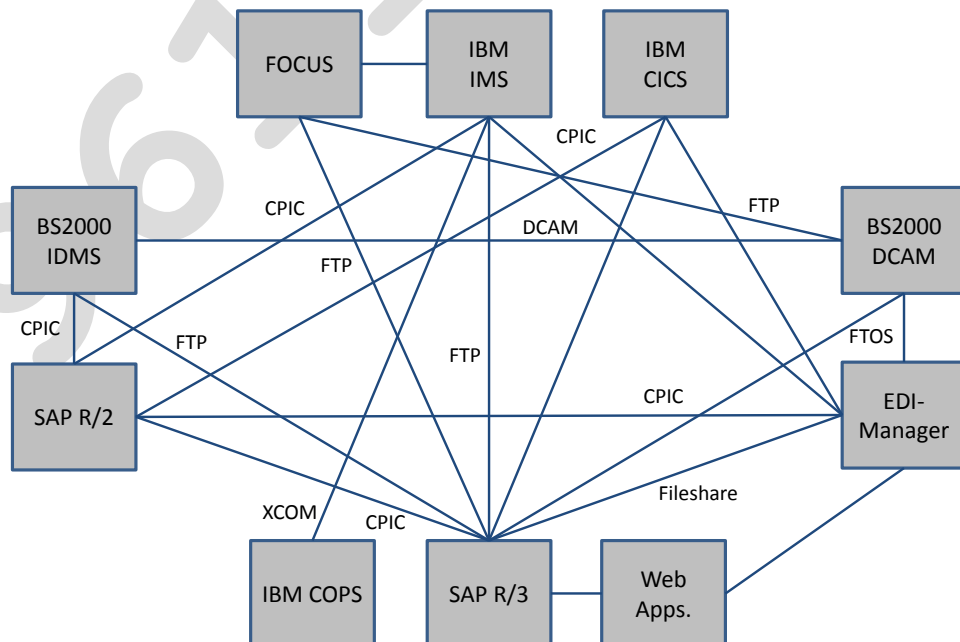 FOCUS
IBM
IMS
IBM
CICS
CPIC
CPIC
FTP
BS2000
IDMS
DCAM
BS2000
DCAM
FTP
CPIC
FTP
FTP
FTOS
SAP R/2
CPIC
EDI-
Manager
XCOM
CPIC
Fileshare
IBM COPS
SAP R/3
Web
Apps.